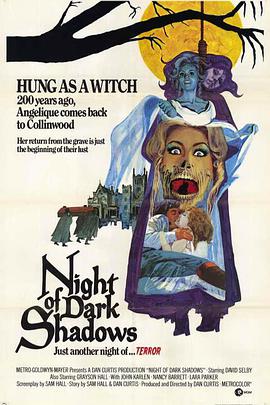 HUNG AS A WITCH
200 years ago,
Angelique comes back
to Collinwood
Her return from the grave is just
the beginning of their lust
Night
of Dark
Shadows
Just another night of... TERROR
METRO-GOLDWYN-MAYER Presents A DAN CURTIS PRODUCTION "NIGHT OF DARK SHADOWS" Starring DAVID SELBY
Also Starring GRAYSON HALL · With JOHN KARLEN · NANCY BARRETT · LARA PARKER
Screenplay by SAM HALL · Story by SAM HALL & DAN CURTIS · Produced and Directed by DAN CURTIS · METROCOLOR
MGM